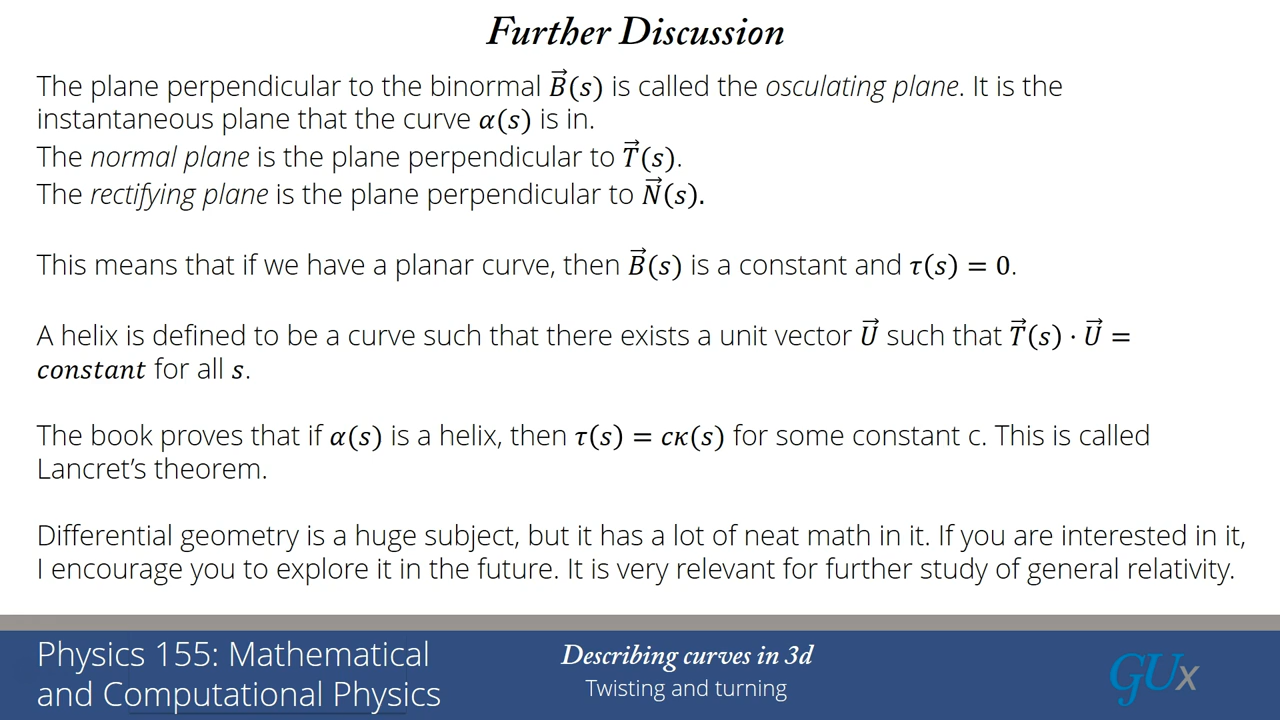 Further Discussion
The plane perpendicular to the binormal B⃗(s) is called the osculating plane. It is the
instantaneous plane that the curve α(s) is in.
The normal plane is the plane perpendicular to T⃗(s).
The rectifying plane is the plane perpendicular to N⃗(s).
This means that if we have a planar curve, then B⃗(s) is a constant and τ(s) = 0.
A helix is defined to be a curve such that there exists a unit vector U⃗ such that T⃗(s) · U⃗ =
constant for all s.
The book proves that if α(s) is a helix, then τ(s) = cκ(s) for some constant c. This is called
Lancret’s theorem.
Differential geometry is a huge subject, but it has a lot of neat math in it. If you are interested in it,
I encourage you to explore it in the future. It is very relevant for further study of general relativity.
Physics 155: Mathematical
and Computational Physics
Describing curves in 3d
Twisting and turning
GUx